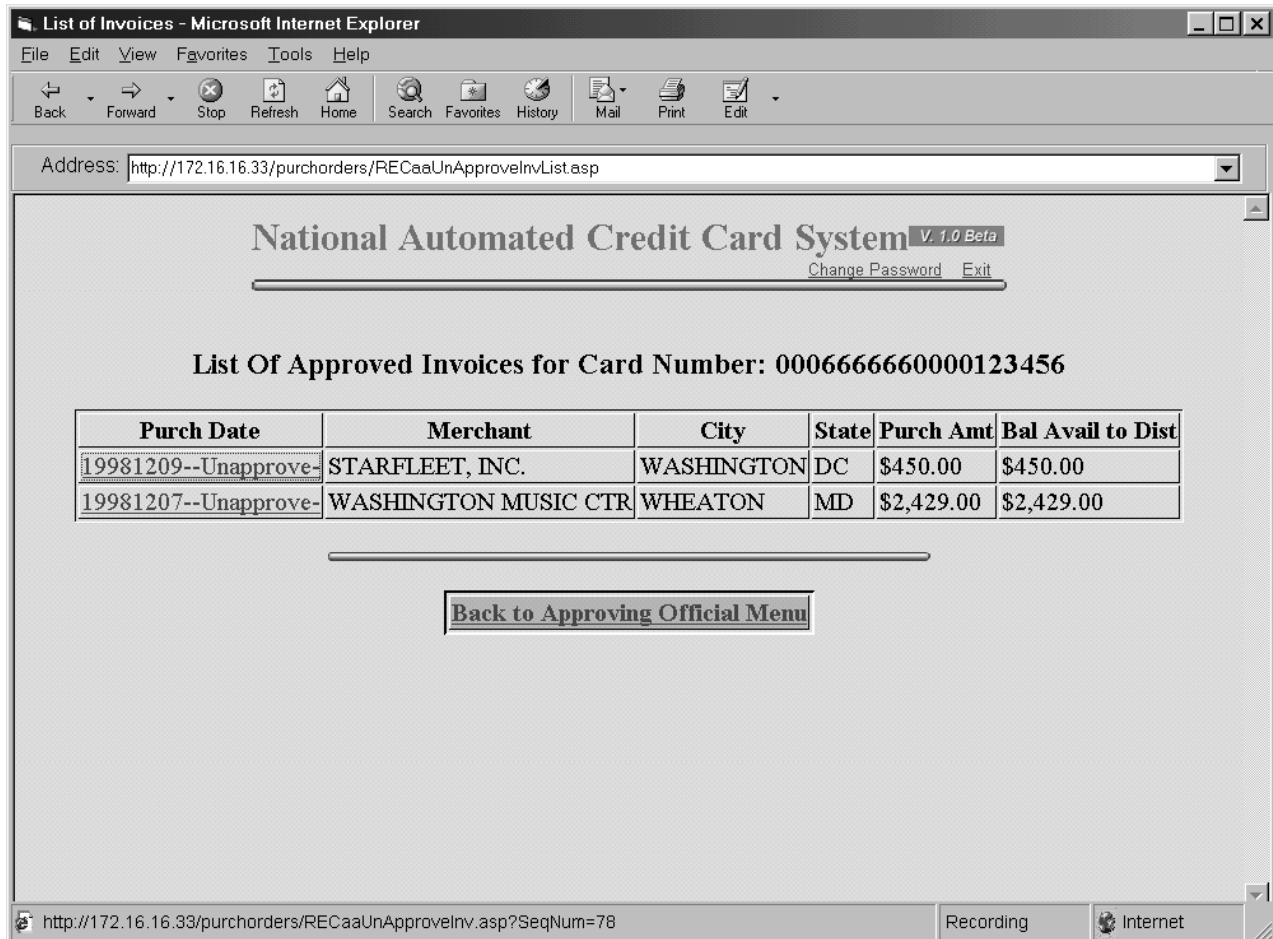 List of Invoices - Microsoft Internet Explorer
File Edit View Favorites Tools Help
Back Forward Stop Refresh Home Search Favorites History Mail Print Edit
Address: http://172.16.16.33/purchorders/RECaaUnApproveInvList.asp
National Automated Credit Card System V. 1.0 Beta
Change Password Exit
List Of Approved Invoices for Card Number: 0006666660000123456
Purch Date Merchant City State Purch Amt Bal Avail to Dist
19981209--Unapprove- STARFLEET, INC. WASHINGTON DC $450.00 $450.00
19981207--Unapprove- WASHINGTON MUSIC CTR WHEATON MD $2,429.00 $2,429.00
Back to Approving Official Menu
http://172.16.16.33/purchorders/RECaaUnApproveInv.asp?SeqNum=78 Recording Internet